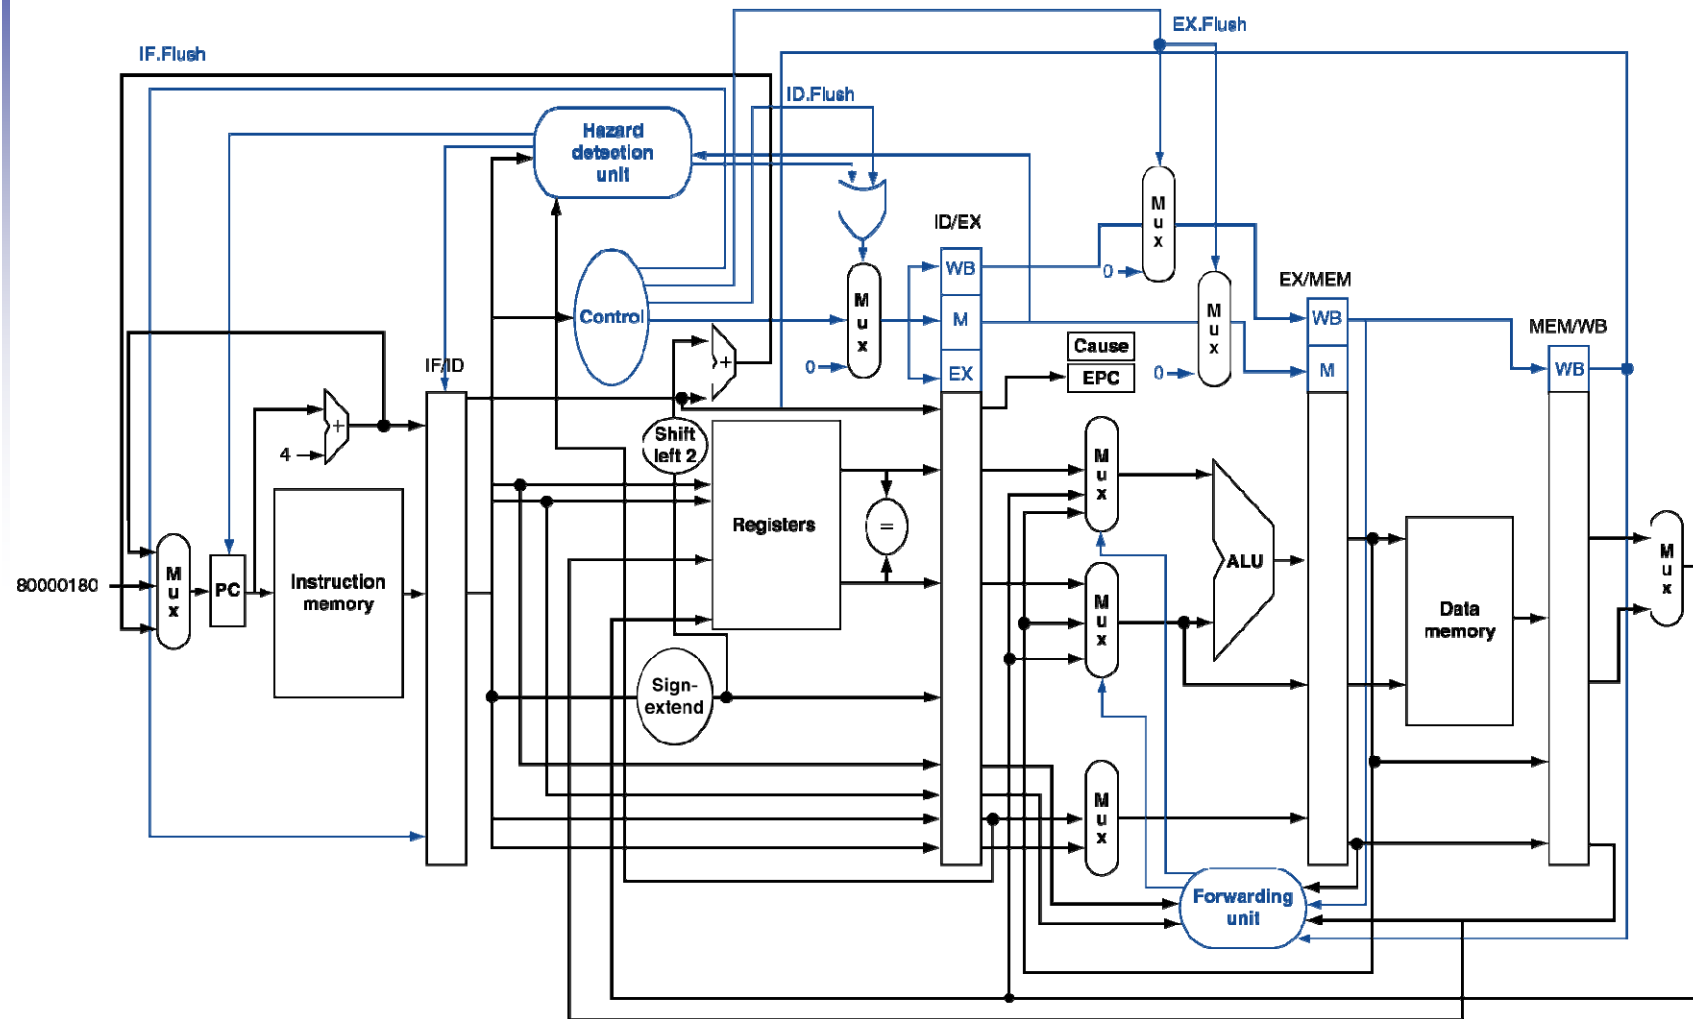 EX.Flush
IF.Flush
ID.Flush
Hazard
detection
unit
M
u
x
ID/EX
WB
0
EX/MEM
Control
M
u
x
M
WB
MEM/WB
M
u
x
Cause
IF/ID
0
EX
EPC
0
M
WB
+
+
4
Shift
left 2
M
u
x
Registers
=
M
u
x
80000180
M
u
x
PC
Instruction
memory
ALU
M
u
x
Data
memory
Sign-
extend
M
u
x
Forwarding
unit